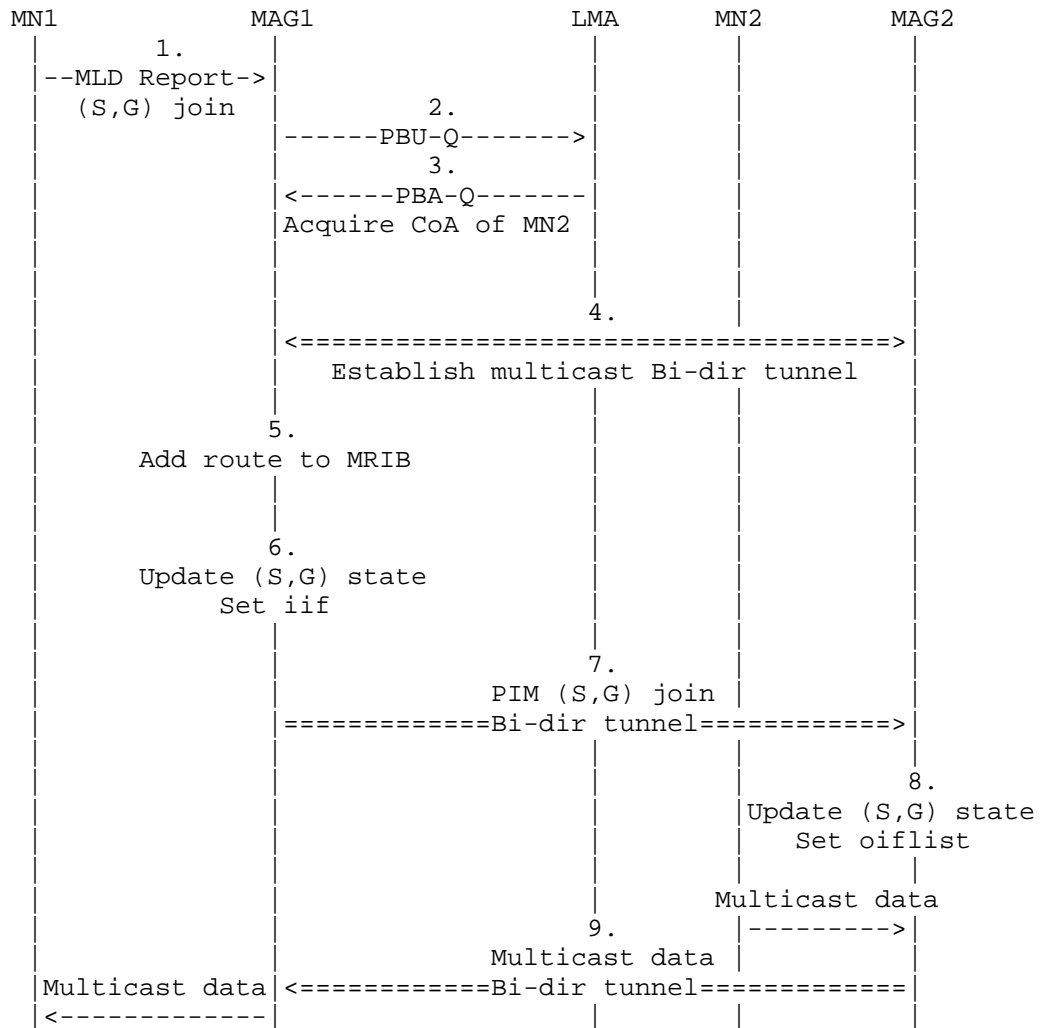 MN1 MAG1 LMA MN2 MAG2
1.
--MLD Report->
(S,G) join 2.
------PBU-Q------->
3.
<------PBA-Q-------
Acquire CoA of MN2
4.
<=====================================>
Establish multicast Bi-dir tunnel
5.
Add route to MRIB
6.
Update (S,G) state
Set iif
7.
PIM (S,G) join
=============Bi-dir tunnel============>
8.
Update (S,G) state
Set oiflist
Multicast data
9. --------->
Multicast data
Multicast data <============Bi-dir tunnel=============
<-------------